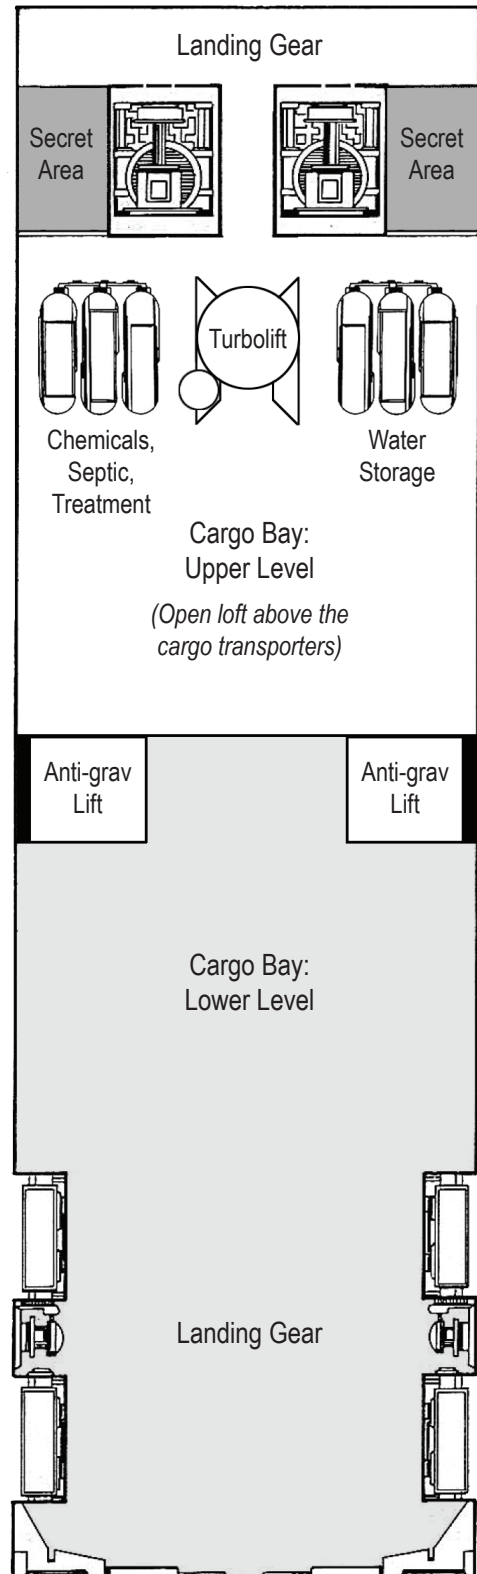 Landing Gear
Secret
Area
Secret
Area
Turbolift
Chemicals,
Septic,
Treatment
Water
Storage
Cargo Bay:
Upper Level
(Open loft above the
cargo transporters)
Anti-grav
Lift
Anti-grav
Lift
Cargo Bay:
Lower Level
Landing Gear